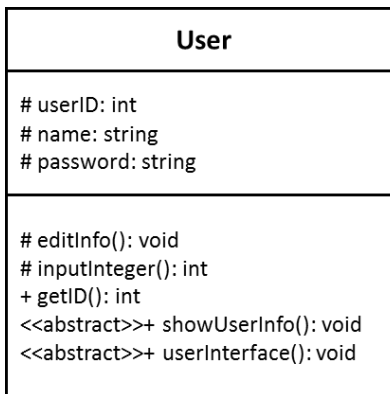 User
# userID: int
# name: string
# password: string
# editInfo(): void
# inputInteger(): int
+ getID(): int
<<abstract>>+ showUserInfo(): void
<<abstract>>+ userInterface(): void